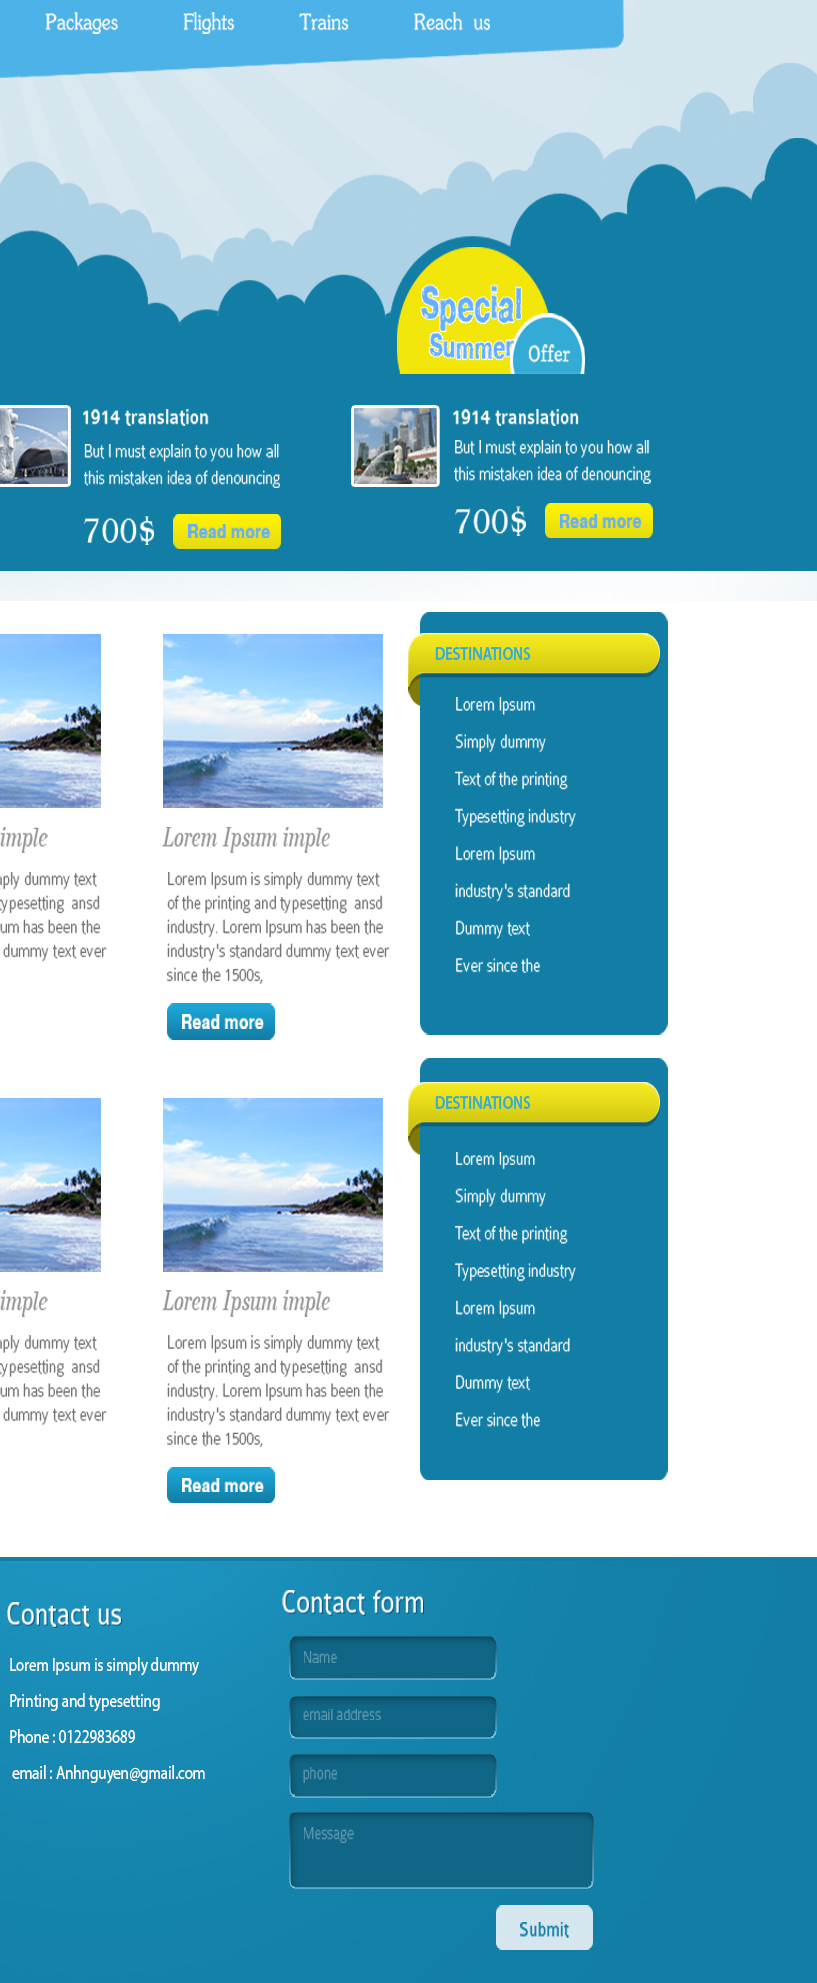 Packages Flights Trains Reach us
Special
Summer
Offer
1914 translation
But I must explain to you how all
this mistaken idea of denouncing
700$ Read more
1914 translation
But I must explain to you how all
this mistaken idea of denouncing
700$ Read more
imple
ply dummy text
typesetting ansd
um has been the
dummy text ever
Lorem Ipsum imple
Lorem Ipsum is simply dummy text
of the printing and typesetting ansd
industry. Lorem Ipsum has been the
industry's standard dummy text ever
since the 1500s,
Read more
DESTINATIONS
Lorem Ipsum
Simply dummy
Text of the printing
Typesetting industry
Lorem Ipsum
industry's standard
Dummy text
Ever since the
imple
ply dummy text
typesetting ansd
um has been the
dummy text ever
Lorem Ipsum imple
Lorem Ipsum is simply dummy text
of the printing and typesetting ansd
industry. Lorem Ipsum has been the
industry's standard dummy text ever
since the 1500s,
Read more
DESTINATIONS
Lorem Ipsum
Simply dummy
Text of the printing
Typesetting industry
Lorem Ipsum
industry's standard
Dummy text
Ever since the
Contact us
Lorem Ipsum is simply dummy
Printing and typesetting
Phone : 0122983689
email : Anhnguyen@gmail.com
Contact form
Name
email address
phone
Message
Submit